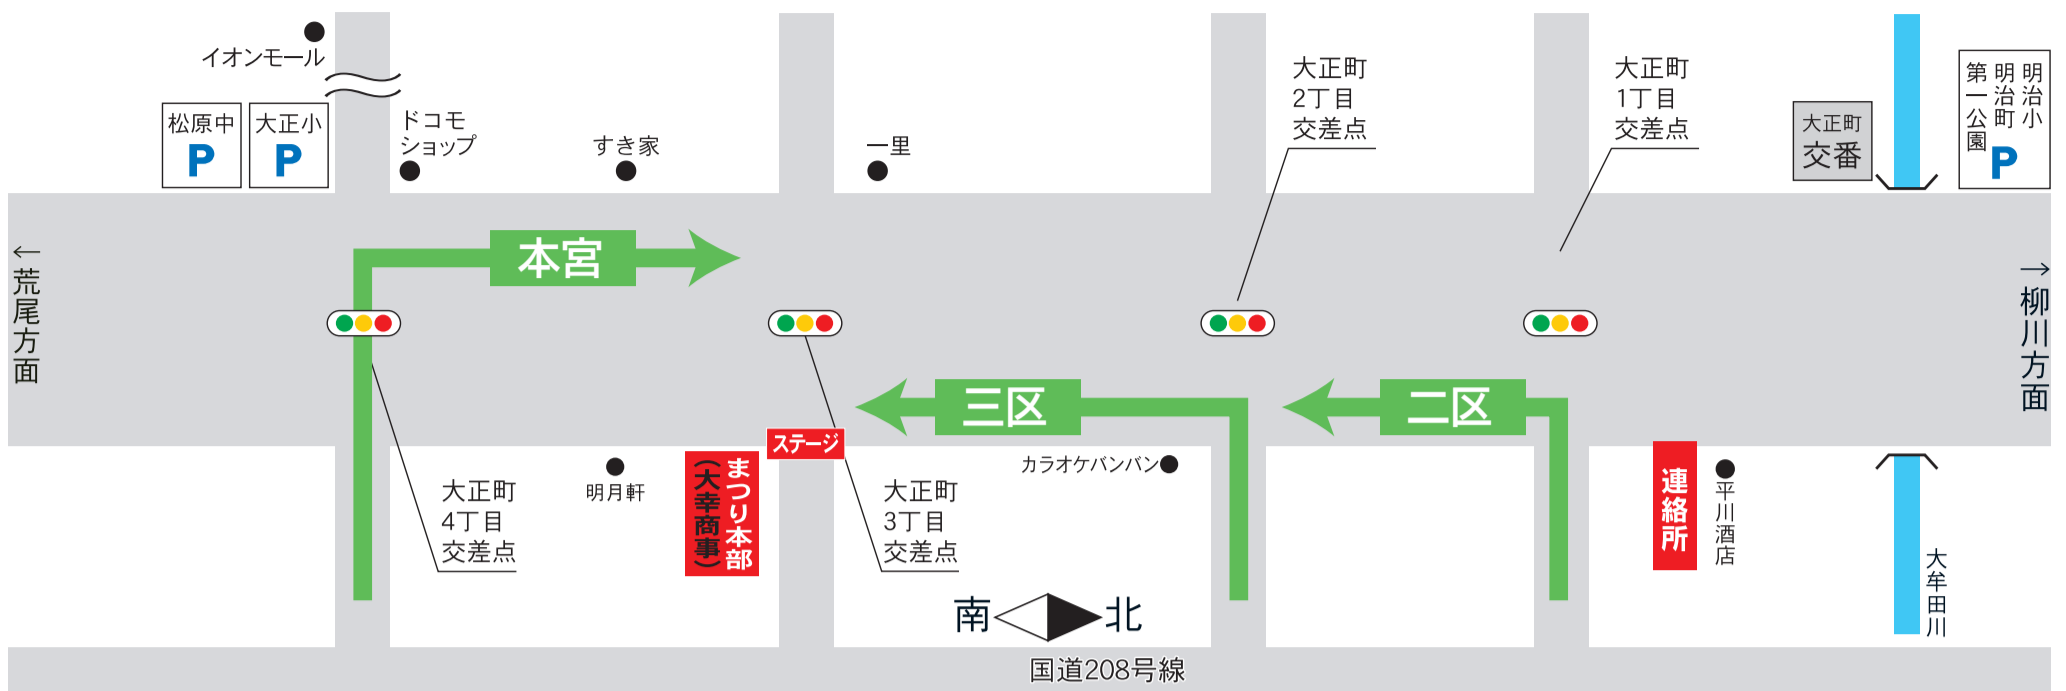 イオンモール
松原中
P
大正小
P
ドコモ
ショップ
すき家
一里
大正町
2丁目
交差点
大正町
1丁目
交差点
大正町
交番
明治小
明治町
第一公園
P
←荒尾方面
本宮
→柳川方面
三区
二区
ステージ
まつり本部
(大幸商事)
明月軒
大正町
4丁目
交差点
大正町
3丁目
交差点
カラオケバンバン
連絡所
平川酒店
大牟田川
南
北
国道208号線